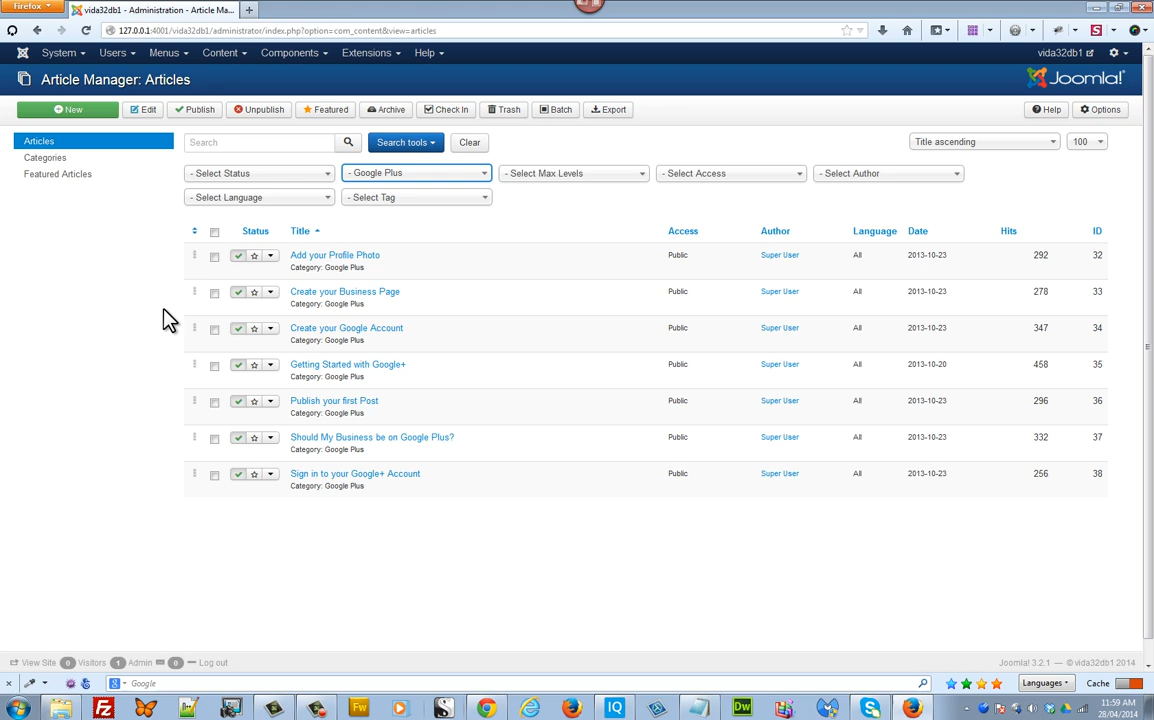 Firefox
vida32db1 - Administration - Article Ma...
127.0.0.1:4001/vida32db1/administrator/index.php?option=com_content&view=articles
System Users Menus Content Components Extensions Help vida32db1
Article Manager: Articles Joomla!
New Edit Publish Unpublish Featured Archive Check In Trash Batch Export Help Options
Articles
Categories
Featured Articles
Search Search tools Clear Title ascending 100
- Select Status - Google Plus - Select Max Levels - Select Access - Select Author
- Select Language - Select Tag
Status Title Access Author Language Date Hits ID
Add your Profile Photo Public Super User All 2013-10-23 292 32
Category: Google Plus
Create your Business Page Public Super User All 2013-10-23 278 33
Category: Google Plus
Create your Google Account Public Super User All 2013-10-23 347 34
Category: Google Plus
Getting Started with Google+ Public Super User All 2013-10-20 458 35
Category: Google Plus
Publish your first Post Public Super User All 2013-10-23 296 36
Category: Google Plus
Should My Business be on Google Plus? Public Super User All 2013-10-23 332 37
Category: Google Plus
Sign in to your Google+ Account Public Super User All 2013-10-23 256 38
Category: Google Plus
View Site 0 Visitors 1 Admin 0 Log out Joomla! 3.2.1 — © vida32db1 2014
Google Languages Cache
11:59 AM
28/04/2014